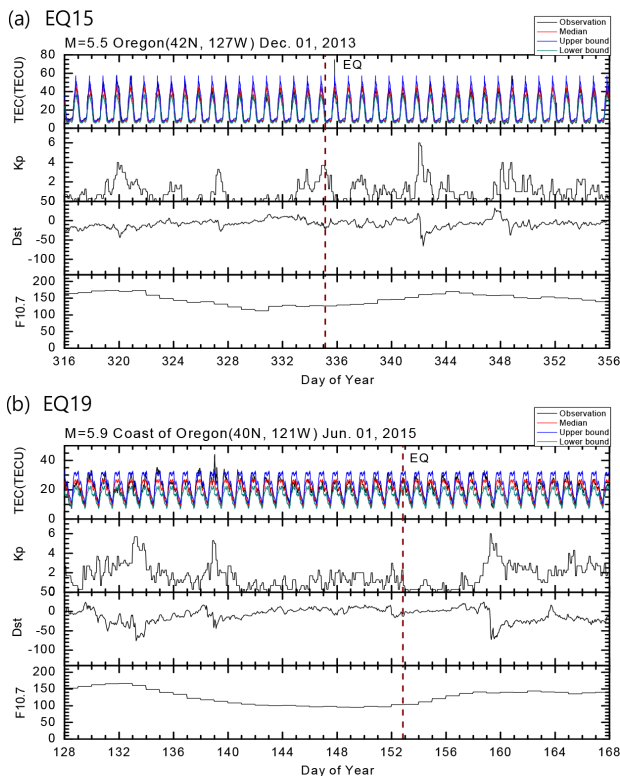 (a) EQ15
M=5.5 Oregon(42N, 127W) Dec. 01, 2013
Observation
Median
Upper bound
Lower bound
EQ
TEC(TECU)
80
60
40
20
0
Kp
6
4
2
50
Dst
0
-50
-100
F10.7
200
150
100
50
0
316 320 324 328 332 336 340 344 348 352 356
Day of Year
(b) EQ19
M=5.9 Coast of Oregon(40N, 121W) Jun. 01, 2015
Observation
Median
Upper bound
Lower bound
EQ
TEC(TECU)
40
20
0
Kp
6
4
2
50
Dst
0
-50
-100
F10.7
200
150
100
50
0
128 132 136 140 144 148 152 156 160 164 168
Day of Year